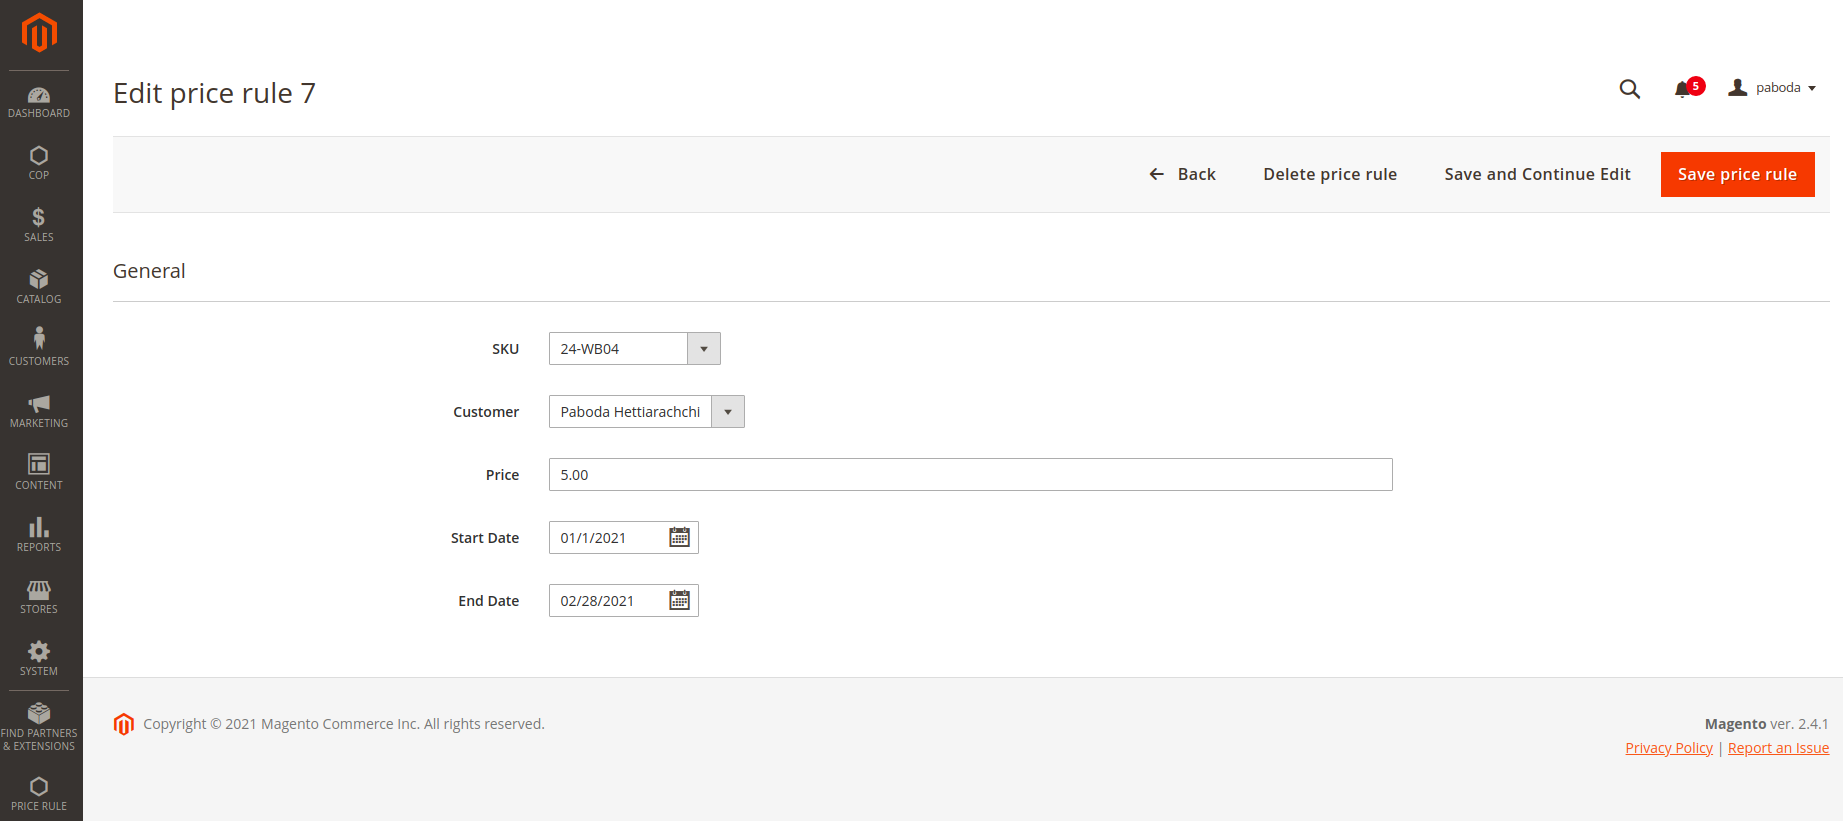 Edit price rule 7
5
paboda
Back
Delete price rule
Save and Continue Edit
Save price rule
DASHBOARD
COP
SALES
CATALOG
CUSTOMERS
MARKETING
CONTENT
REPORTS
STORES
SYSTEM
FIND PARTNERS
& EXTENSIONS
PRICE RULE
General
SKU 24-WB04
Customer Paboda Hettiarachchi
Price 5.00
Start Date 01/1/2021
End Date 02/28/2021
Copyright © 2021 Magento Commerce Inc. All rights reserved.
Magento ver. 2.4.1
Privacy Policy | Report an Issue